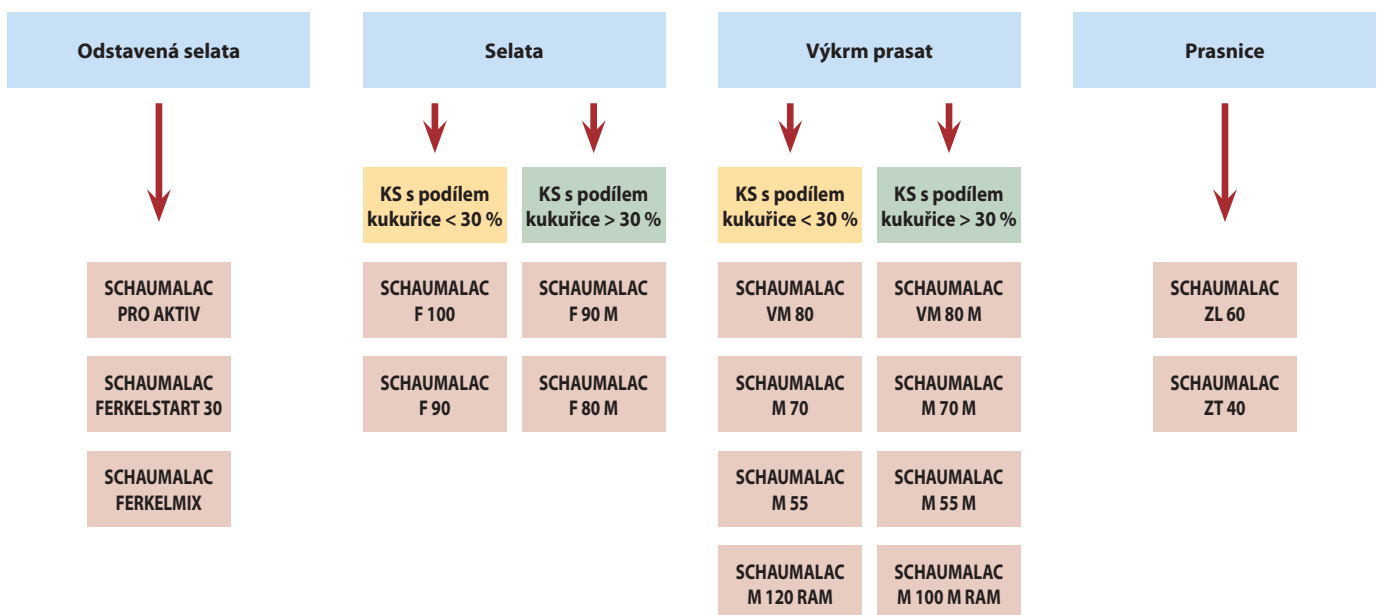 Odstavená selata
Selata
Výkrm prasat
Prasnice
KS s podílem
kukuřice < 30 %
KS s podílem
kukuřice > 30 %
KS s podílem
kukuřice < 30 %
KS s podílem
kukuřice > 30 %
SCHAUMALAC
PRO AKTIV
SCHAUMALAC
F 100
SCHAUMALAC
F 90 M
SCHAUMALAC
VM 80
SCHAUMALAC
VM 80 M
SCHAUMALAC
ZL 60
SCHAUMALAC
FERKELSTART 30
SCHAUMALAC
F 90
SCHAUMALAC
F 80 M
SCHAUMALAC
M 70
SCHAUMALAC
M 70 M
SCHAUMALAC
ZT 40
SCHAUMALAC
FERKELMIX
SCHAUMALAC
M 55
SCHAUMALAC
M 55 M
SCHAUMALAC
M 120 RAM
SCHAUMALAC
M 100 M RAM